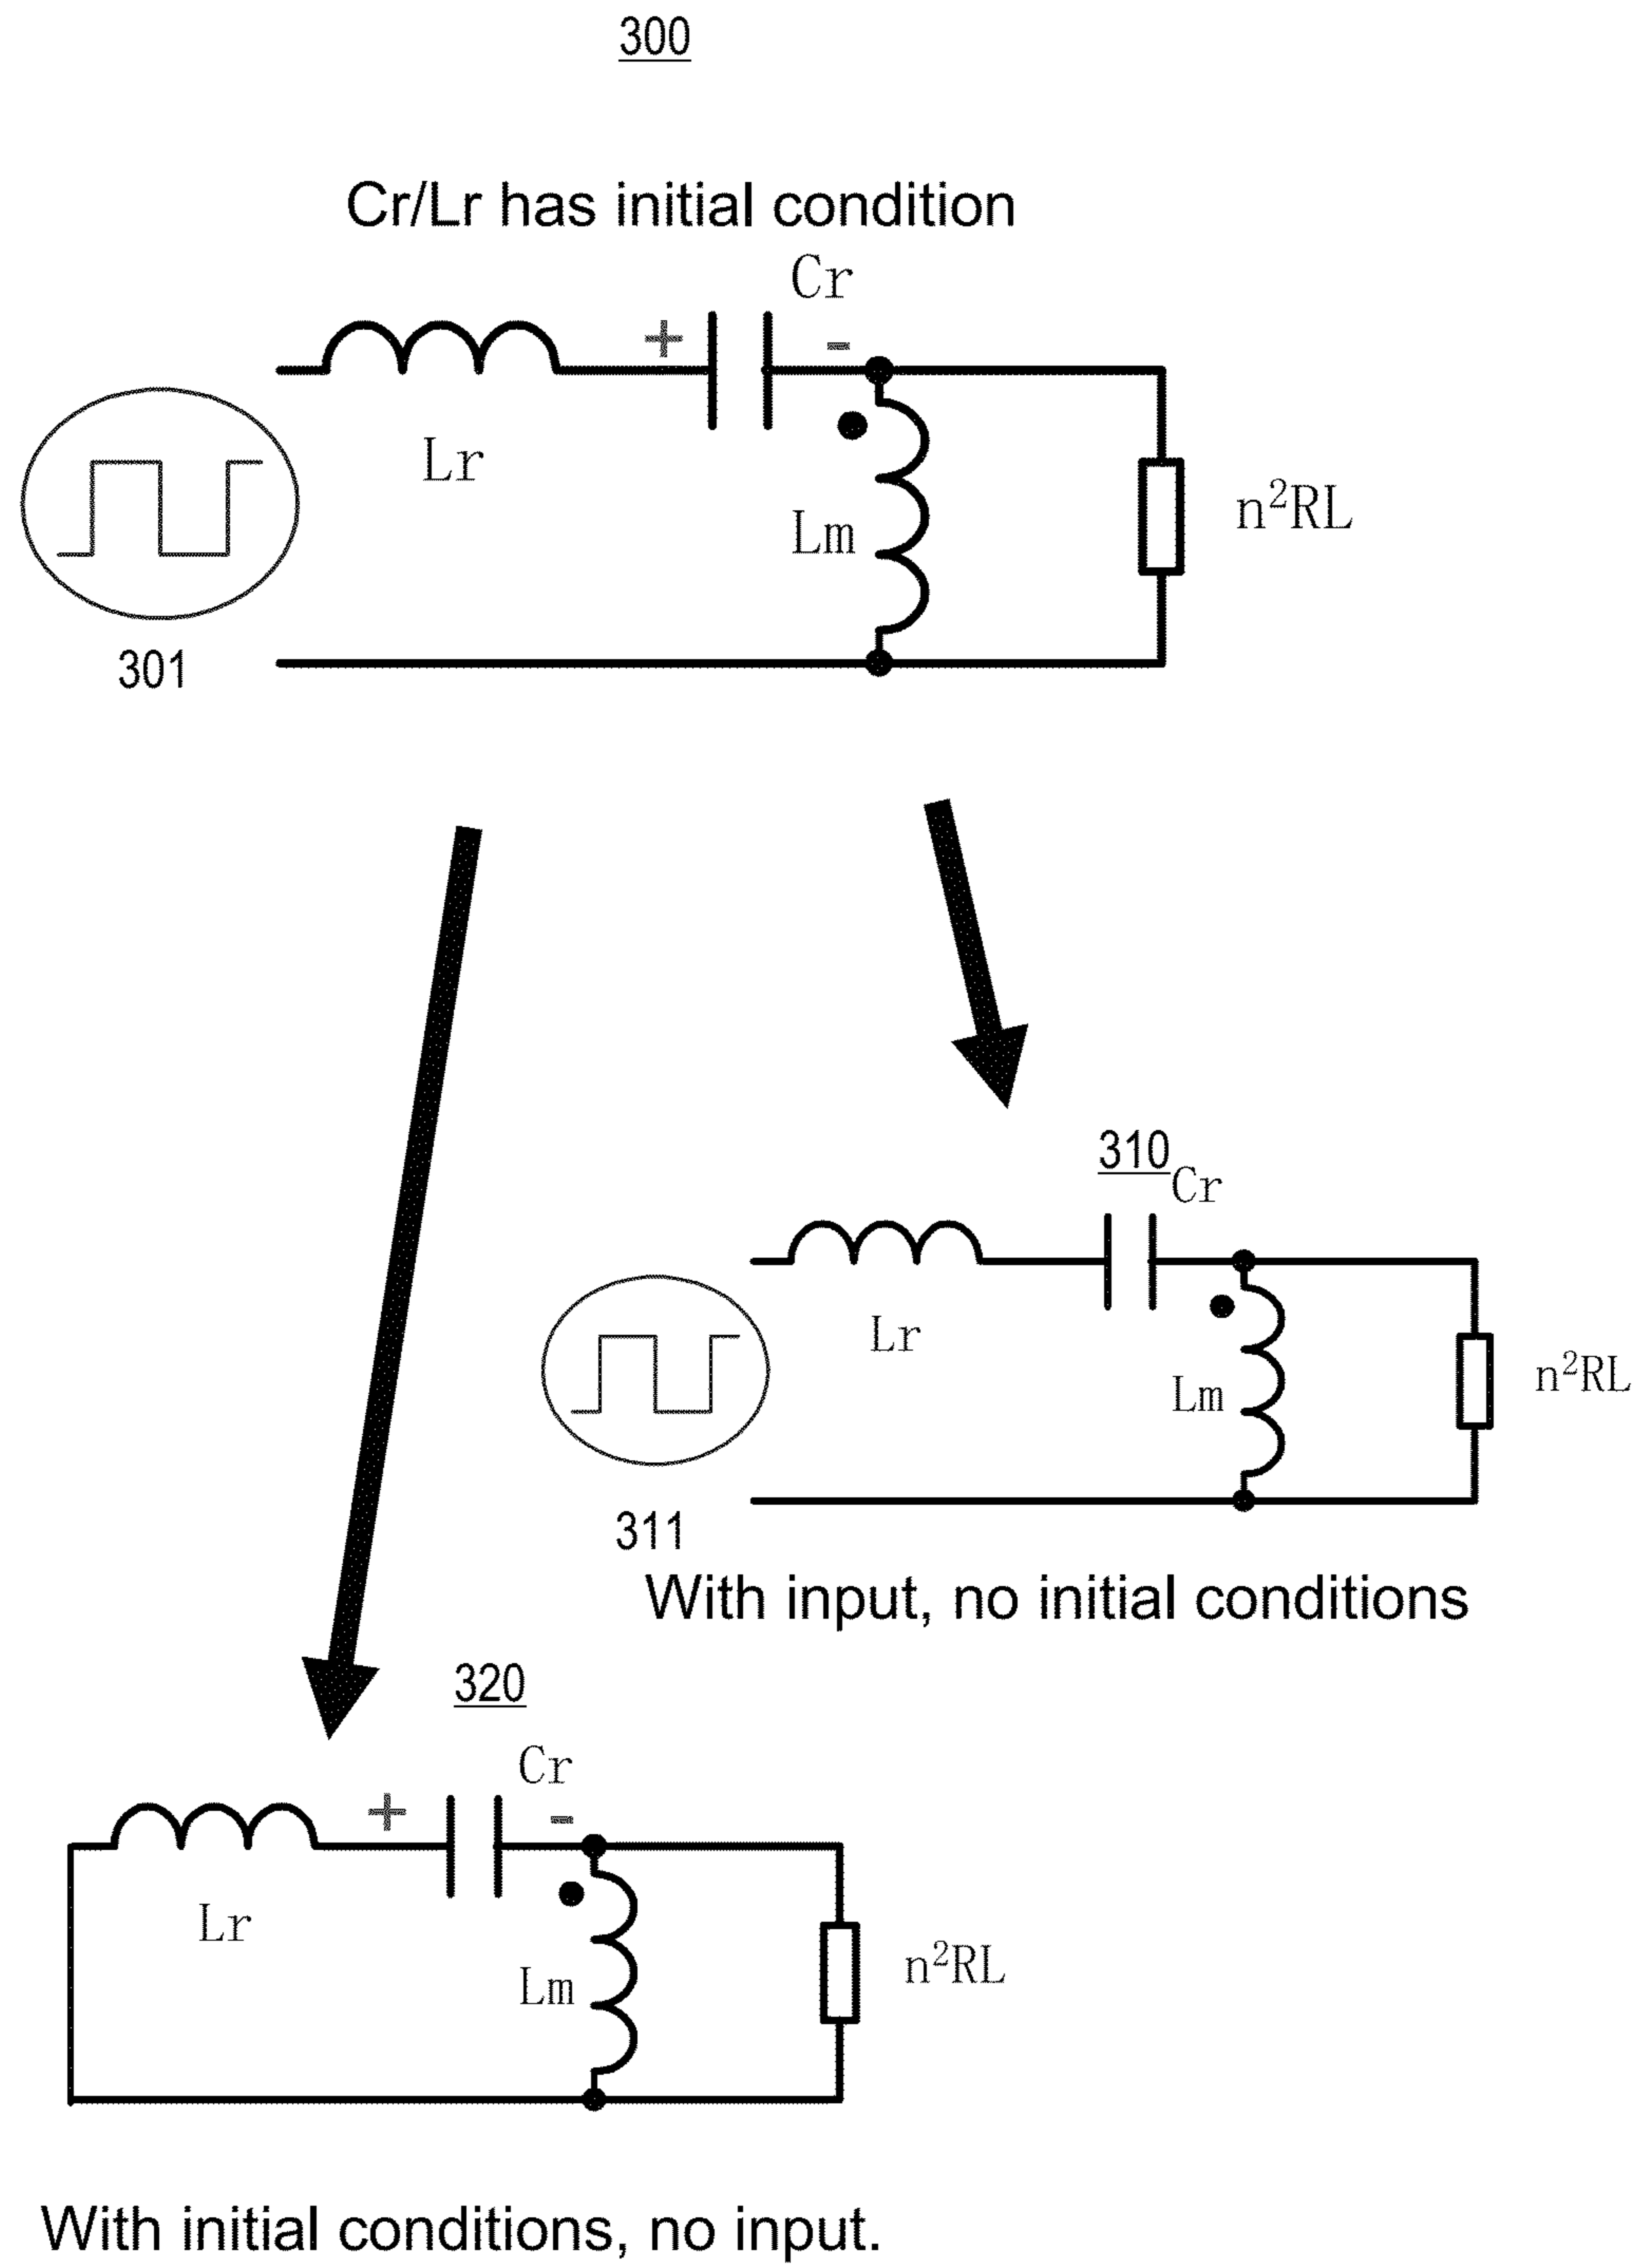 300
Cr/Lr has initial condition
Cr
+ -
Lr
Lm
n²RL
301
310
Cr
Lr
Lm
n²RL
311
With input, no initial conditions
320
Cr
+ -
Lr
Lm
n²RL
With initial conditions, no input.